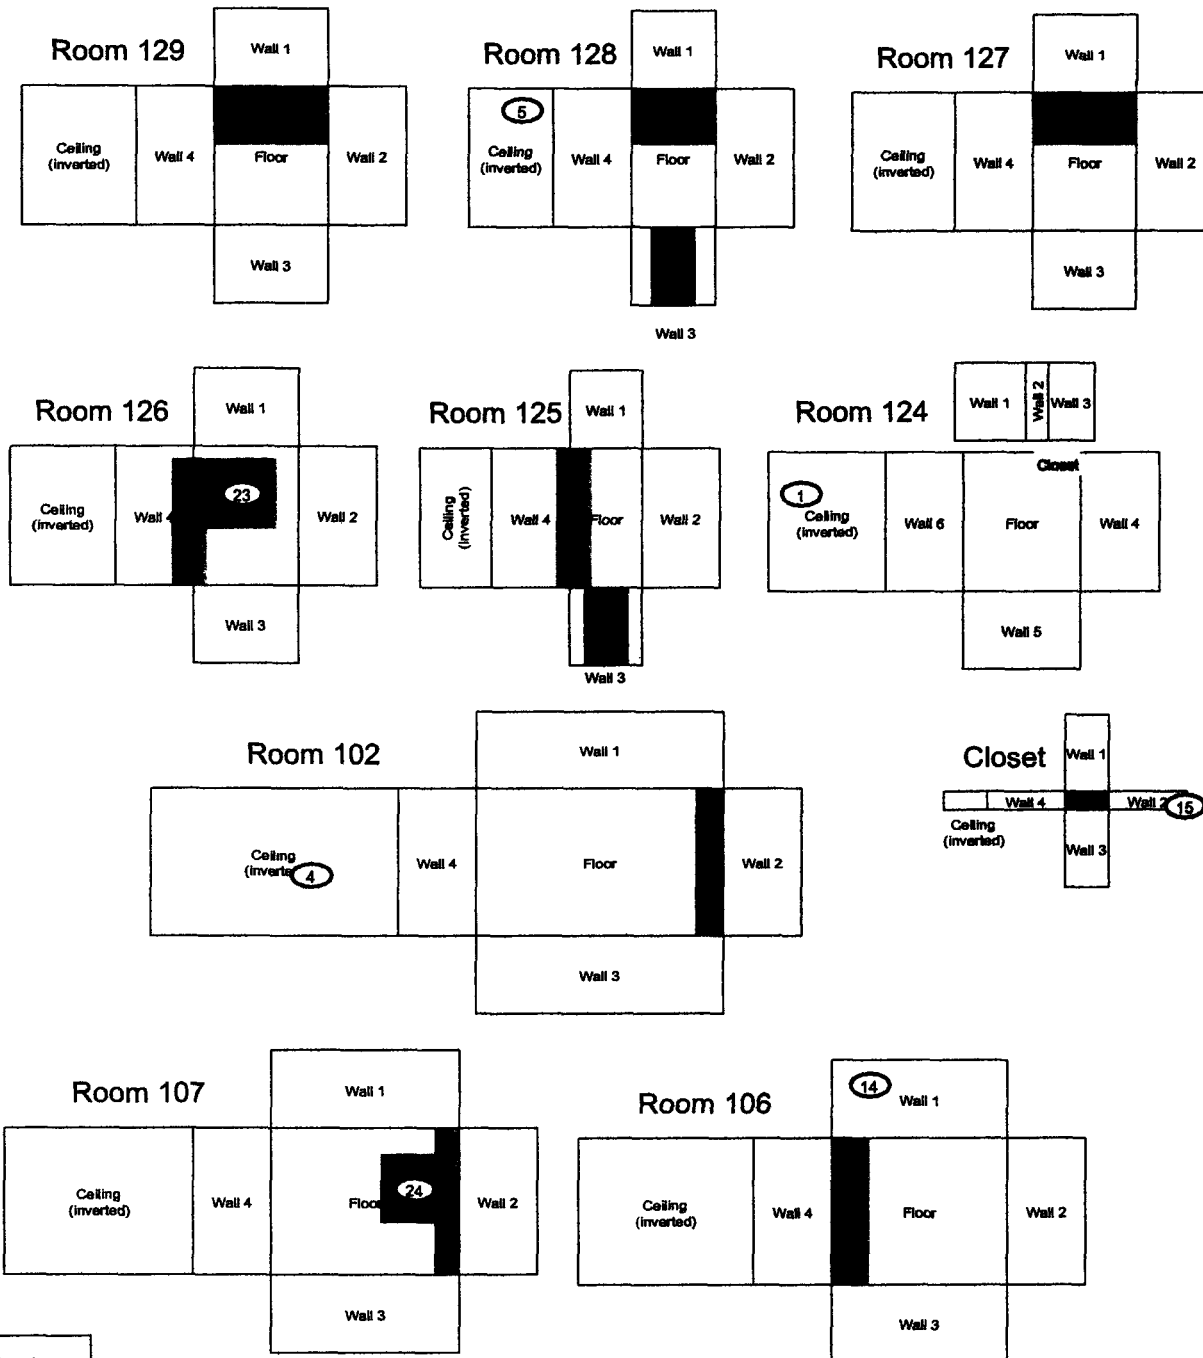 Room 129
Wall 1
Ceiling
(inverted)
Wall 4
Floor
Wall 2
Wall 3
Room 128
Wall 1
5
Ceiling
(inverted)
Wall 4
Floor
Wall 2
Wall 3
Room 127
Wall 1
Ceiling
(inverted)
Wall 4
Floor
Wall 2
Wall 3
Room 126
Wall 1
Ceiling
(inverted)
Wall 4
23
Wall 2
Wall 3
Room 125
Wall 1
Ceiling
(inverted)
Wall 4
Floor
Wall 2
Wall 3
Room 124
Wall 1
Wall 2
Wall 3
Closet
1
Ceiling
(inverted)
Wall 6
Floor
Wall 4
Wall 5
Room 102
Wall 1
Ceiling
(inverte
4
Wall 4
Floor
Wall 2
Wall 3
Closet
Wall 1
Wall 4
Wall 2
15
Ceiling
(inverted)
Wall 3
Room 107
Wall 1
Ceiling
(inverted)
Wall 4
Floor
24
Wall 2
Wall 3
Room 106
14
Wall 1
Ceiling
(inverted)
Wall 4
Floor
Wall 2
Wall 3